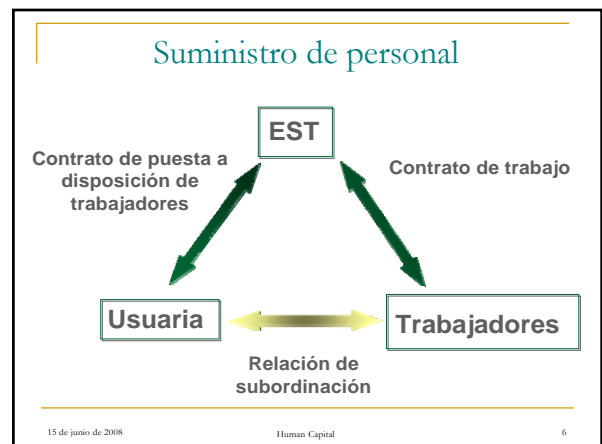 Suministro de personal
EST
Contrato de puesta a
disposición de
trabajadores
Contrato de trabajo
Usuaria
Trabajadores
Relación de
subordinación
15 de junio de 2008
Human Capital
6